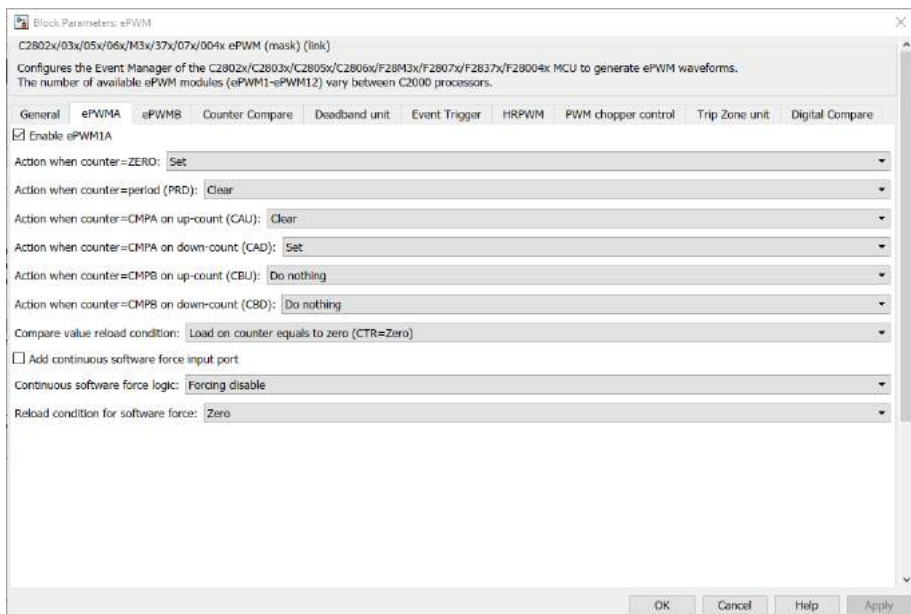 Block Parameters: ePWM
C2802x/03x/05x/06x/M3x/37x/07x/004x ePWM (mask) (link)
Configures the Event Manager of the C2802x/C2803x/C2805x/C2806x/F28M3x/F2807x/F2837x/F28004x MCU to generate ePWM waveforms.
The number of available ePWM modules (ePWM1-ePWM12) vary between C2000 processors.
General ePWMA ePWMB Counter Compare Deadband unit Event Trigger HRPWM PWM chopper control Trip Zone unit Digital Compare
Enable ePWM1A
Action when counter=ZERO: Set
Action when counter=period (PRD): Clear
Action when counter=CMPA on up-count (CAU): Clear
Action when counter=CMPA on down-count (CAD): Set
Action when counter=CMPB on up-count (CBU): Do nothing
Action when counter=CMPB on down-count (CBD): Do nothing
Compare value reload condition: Load on counter equals to zero (CTR=Zero)
Add continuous software force input port
Continuous software force logic: Forcing disable
Reload condition for software force: Zero
OK Cancel Help Apply